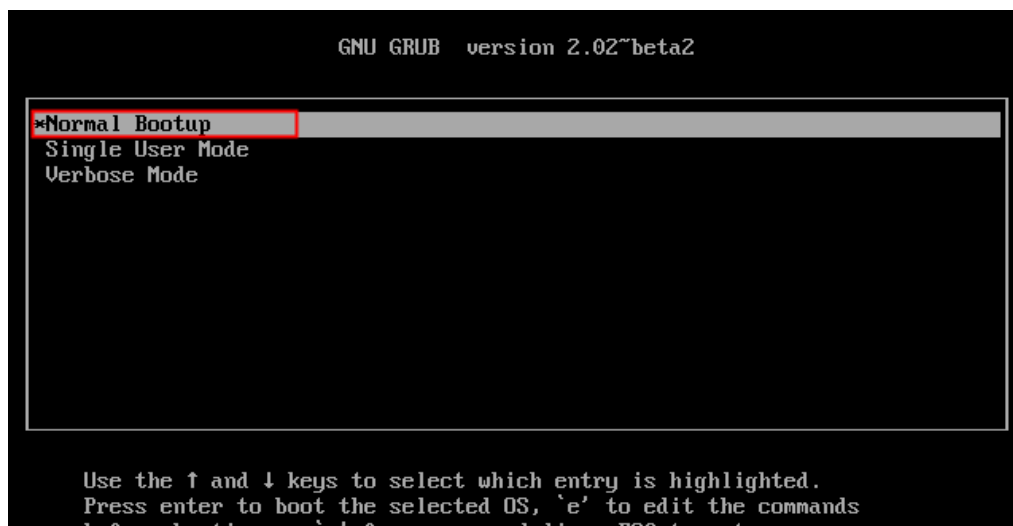 GNU GRUB version 2.02~beta2
*Normal Bootup
Single User Mode
Verbose Mode
Use the ↑ and ↓ keys to select which entry is highlighted.
Press enter to boot the selected OS, `e' to edit the commands